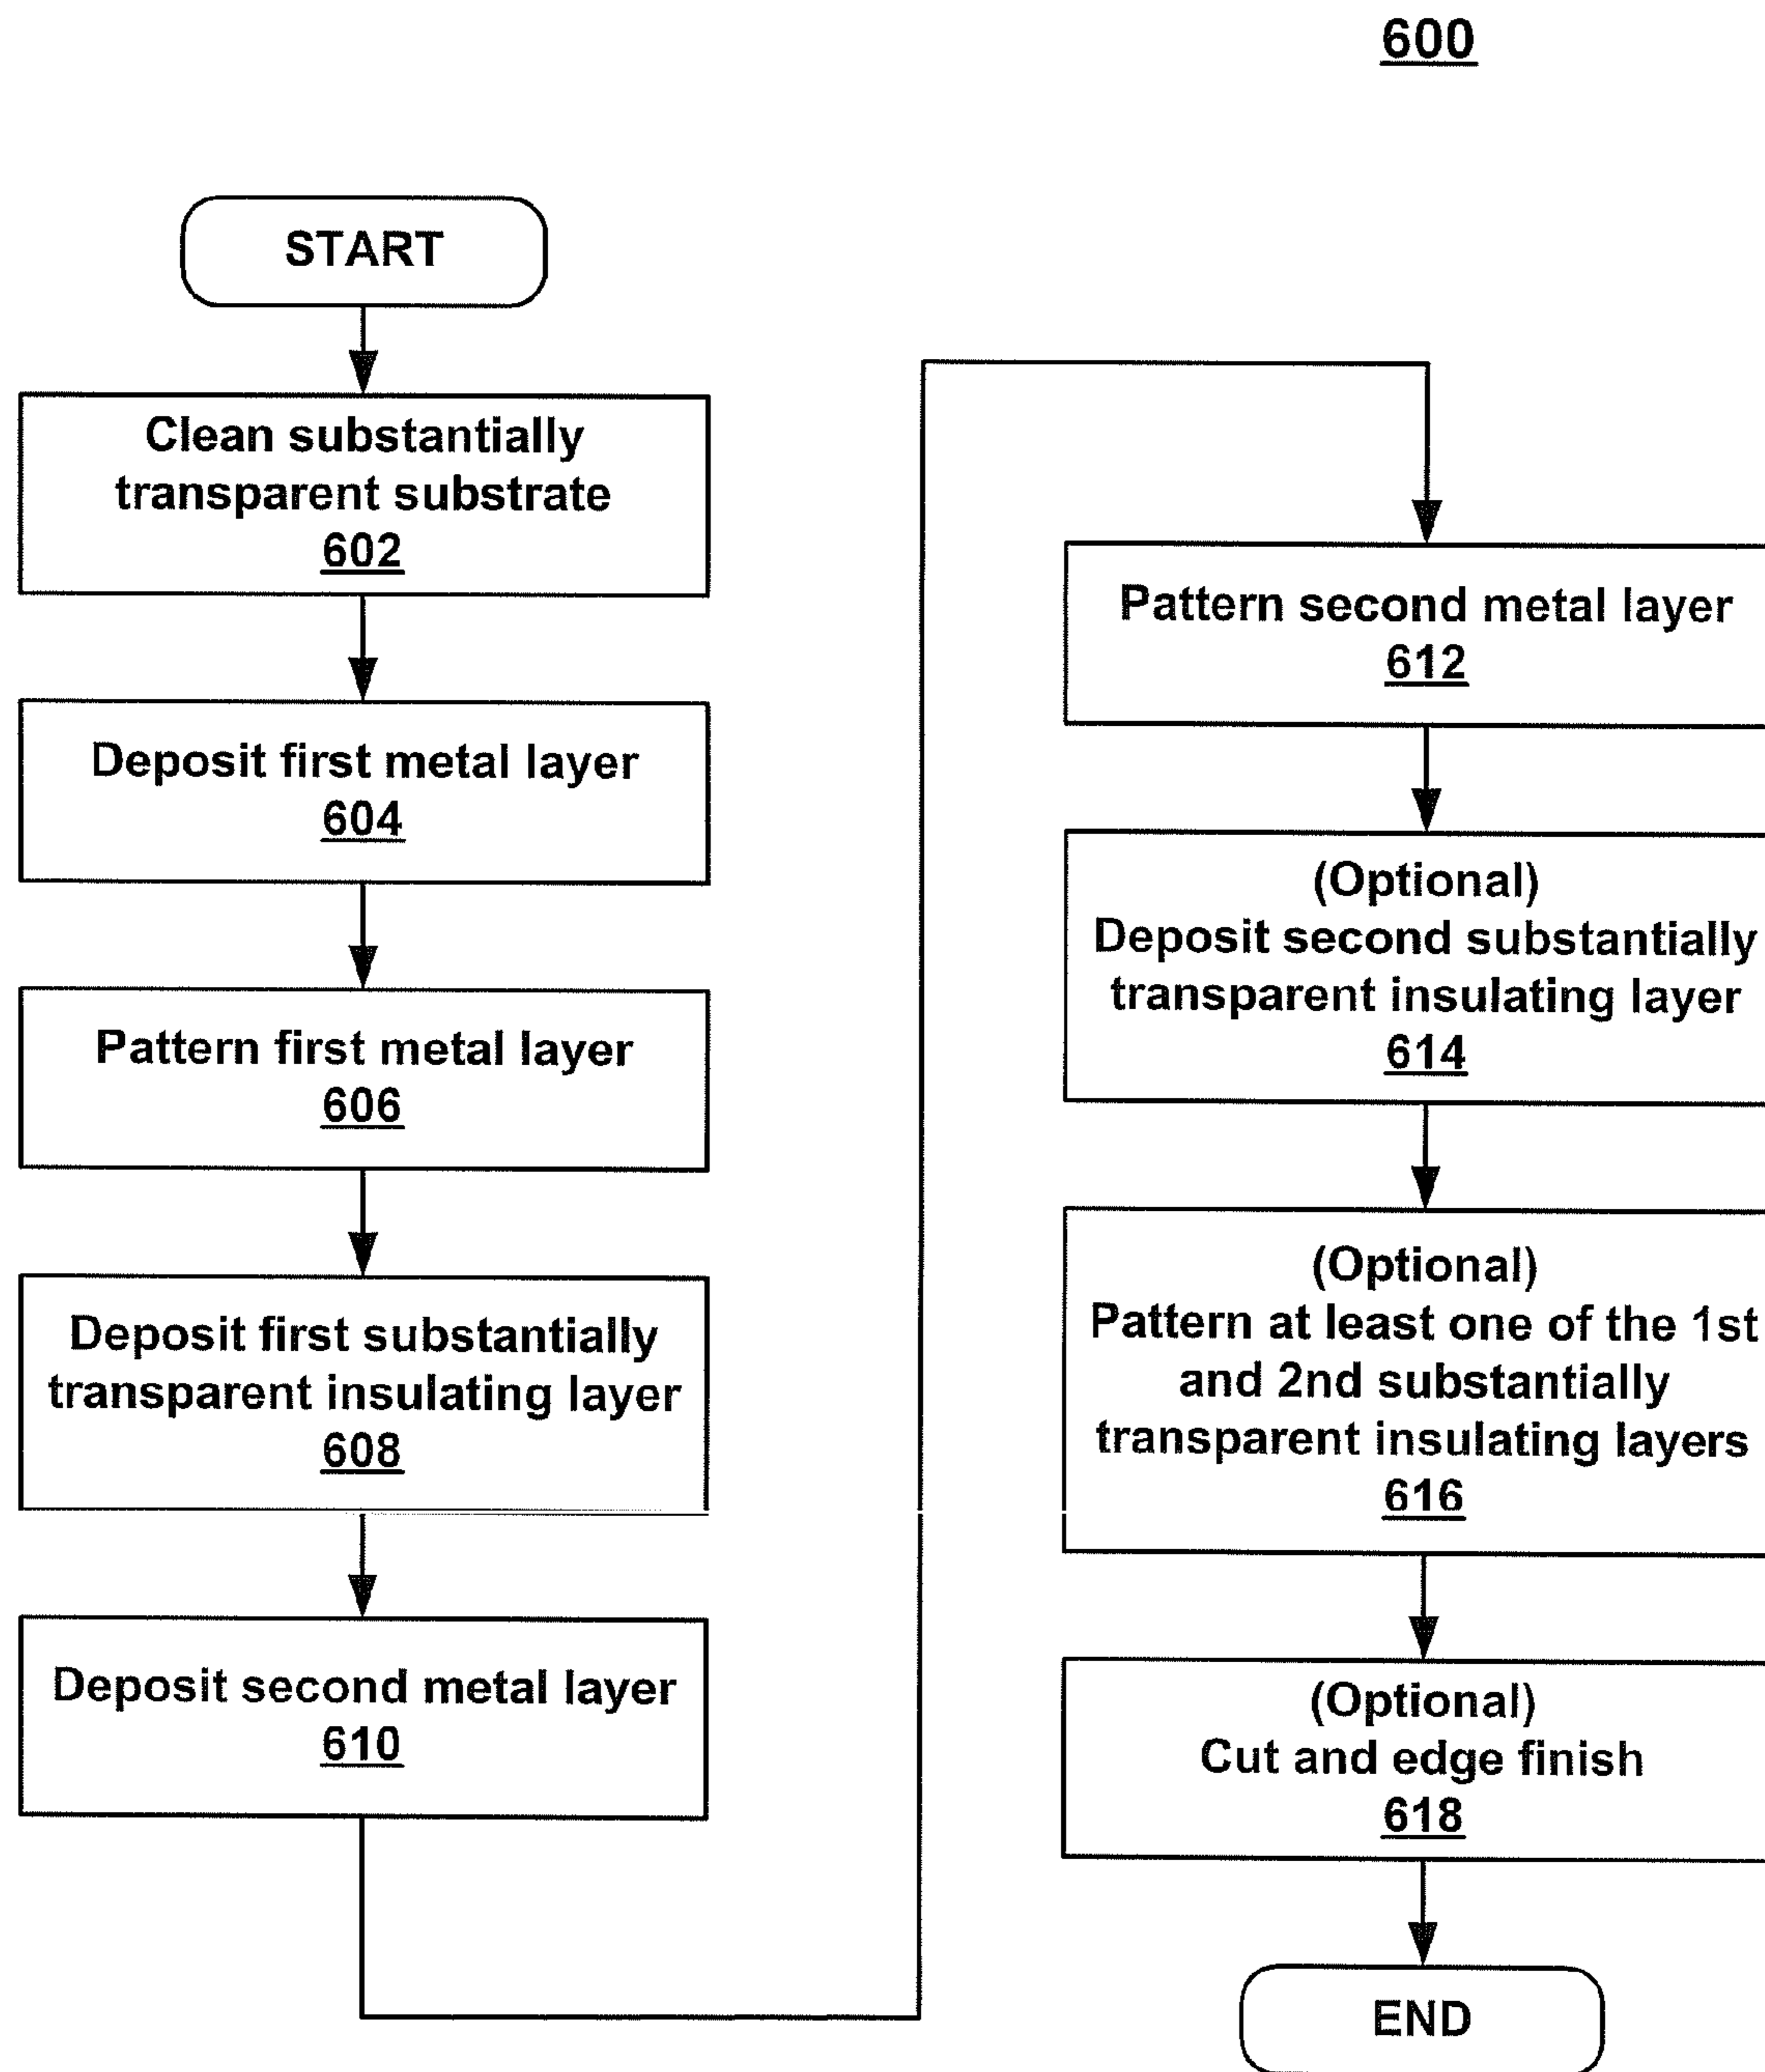 600
START
Clean substantially
transparent substrate
602
Deposit first metal layer
604
Pattern first metal layer
606
Deposit first substantially
transparent insulating layer
608
Deposit second metal layer
610
Pattern second metal layer
612
(Optional)
Deposit second substantially
transparent insulating layer
614
(Optional)
Pattern at least one of the 1st
and 2nd substantially
transparent insulating layers
616
(Optional)
Cut and edge finish
618
END